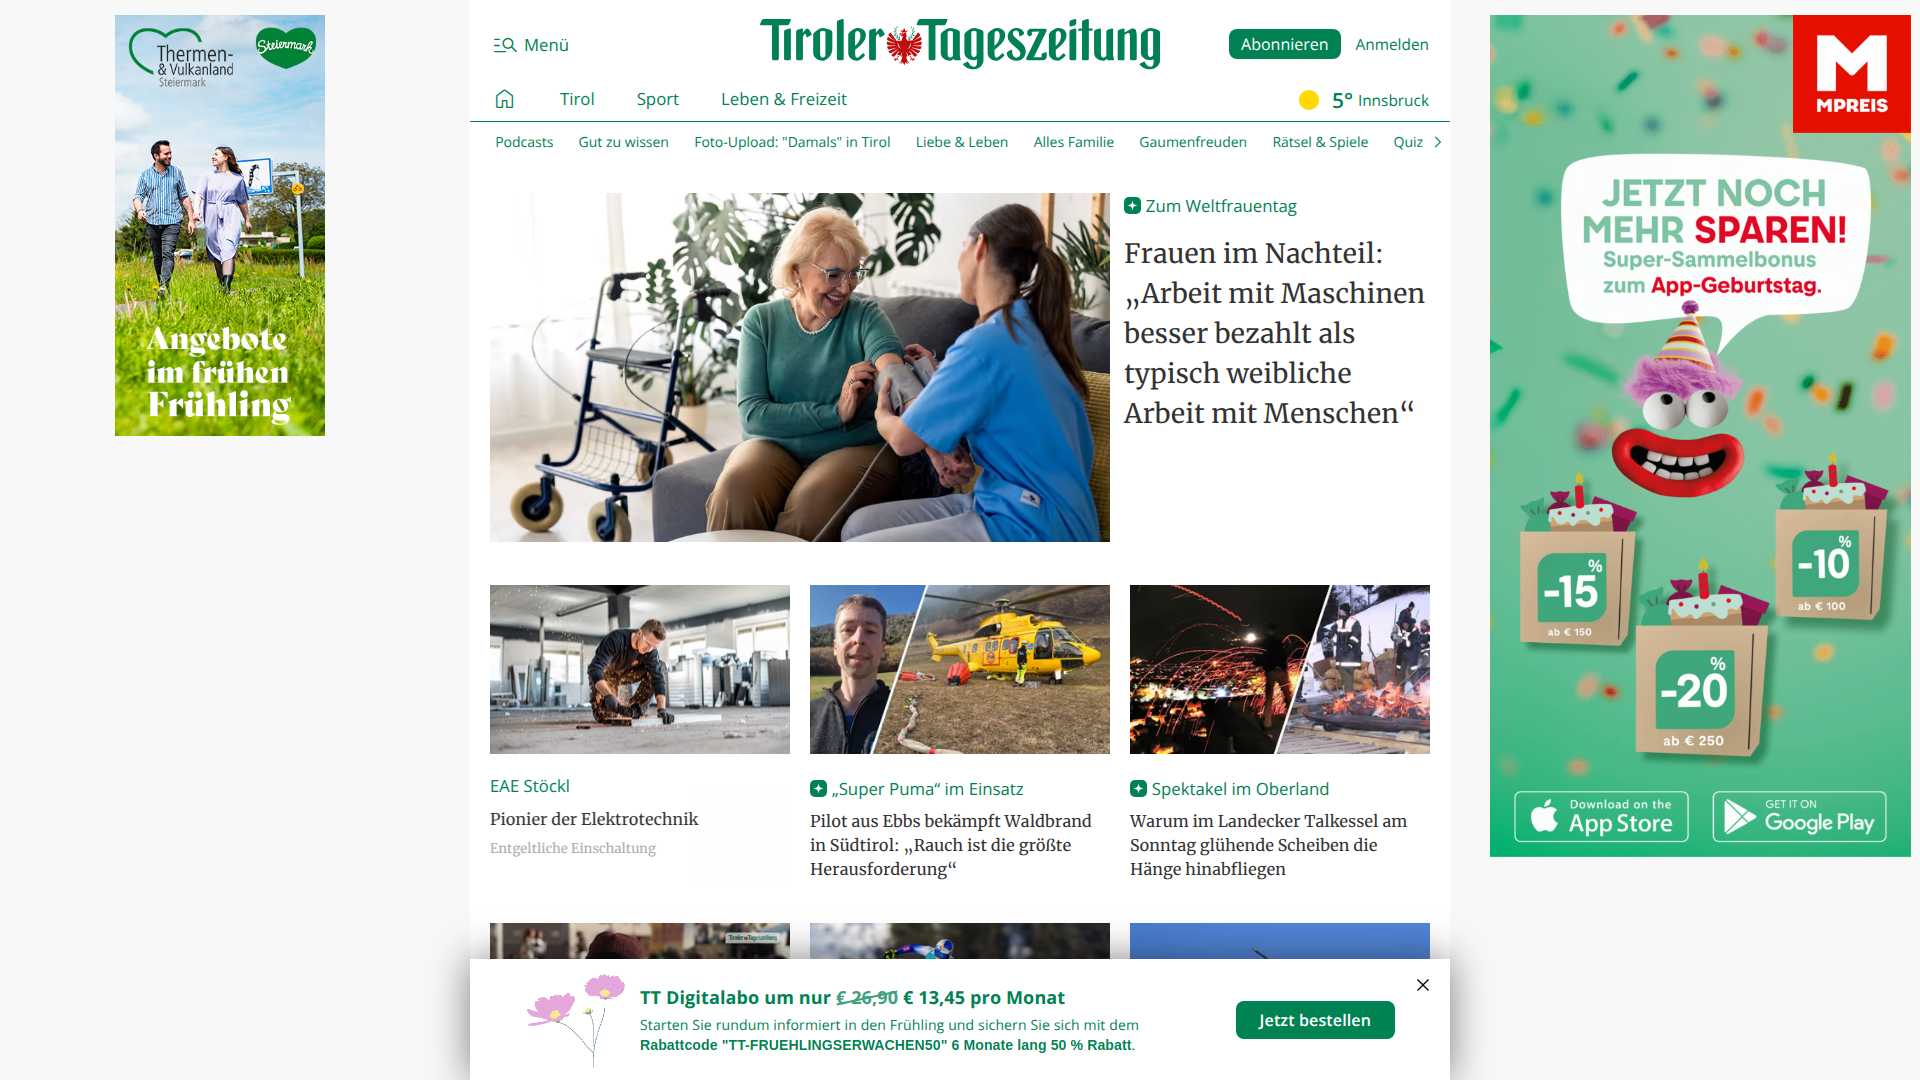 Thermen-
& Vulkanland
Steiermark
Steiermark
Angebote
im frühen
Frühling
Menü
Tiroler Tageszeitung
Abonnieren
Anmelden
Tirol
Sport
Leben & Freizeit
5° Innsbruck
Podcasts
Gut zu wissen
Foto-Upload: "Damals" in Tirol
Liebe & Leben
Alles Familie
Gaumenfreuden
Rätsel & Spiele
Quiz
Zum Weltfrauentag
Frauen im Nachteil:
„Arbeit mit Maschinen
besser bezahlt als
typisch weibliche
Arbeit mit Menschen“
EAE Stöckl
Pionier der Elektrotechnik
Entgeltliche Einschaltung
„Super Puma“ im Einsatz
Pilot aus Ebbs bekämpft Waldbrand
in Südtirol: „Rauch ist die größte
Herausforderung“
Spektakel im Oberland
Warum im Landecker Talkessel am
Sonntag glühende Scheiben die
Hänge hinabfliegen
Tiroler Tageszeitung
TT Digitalabo um nur € 26,90 € 13,45 pro Monat
Starten Sie rundum informiert in den Frühling und sichern Sie sich mit dem
Rabattcode "TT-FRUEHLINGSERWACHEN50" 6 Monate lang 50 % Rabatt.
Jetzt bestellen
M
MPREIS
JETZT NOCH
MEHR SPAREN!
Super-Sammelbonus
zum App-Geburtstag.
-15%
ab € 150
-10%
ab € 100
-20%
ab € 250
Download on the
App Store
GET IT ON
Google Play